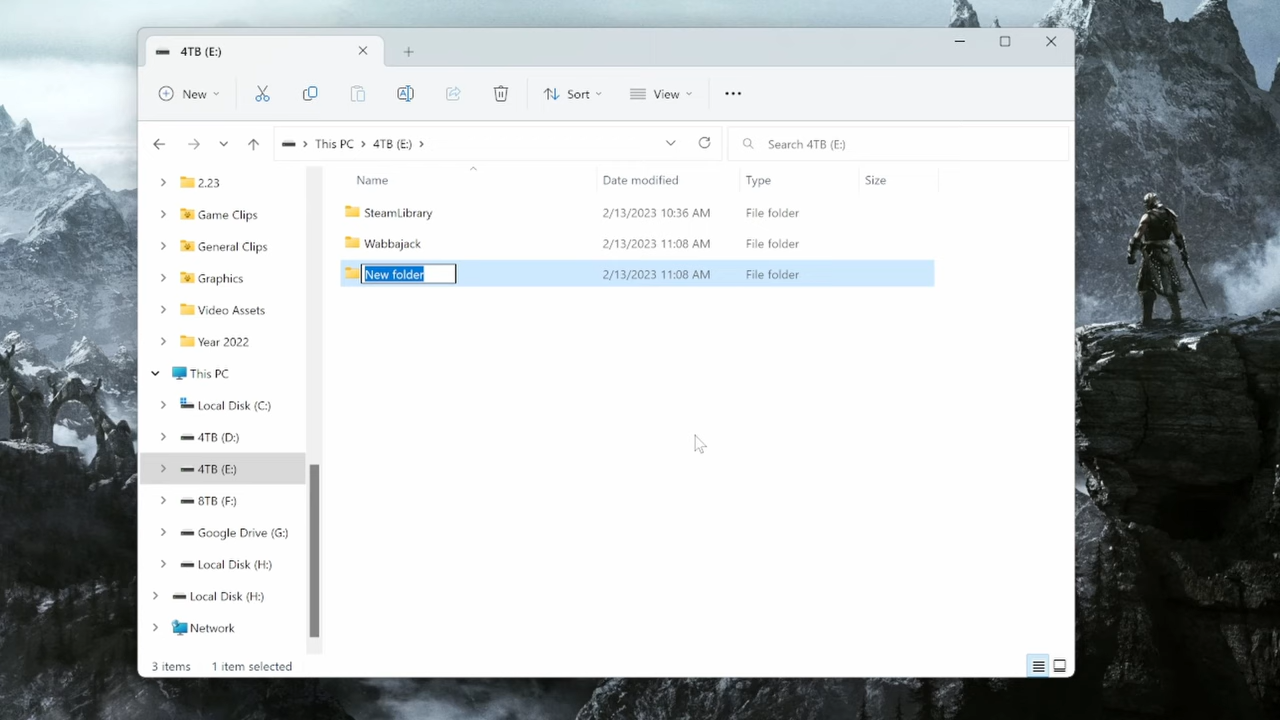 4TB (E:)
New
Sort
View
This PC
4TB (E:)
Search 4TB (E:)
Name
Date modified
Type
Size
2.23
Game Clips
General Clips
Graphics
Video Assets
Year 2022
This PC
Local Disk (C:)
4TB (D:)
4TB (E:)
8TB (F:)
Google Drive (G:)
Local Disk (H:)
Local Disk (H:)
Network
SteamLibrary 2/13/2023 10:36 AM File folder
Wabbajack 2/13/2023 11:08 AM File folder
New folder 2/13/2023 11:08 AM File folder
3 items 1 item selected